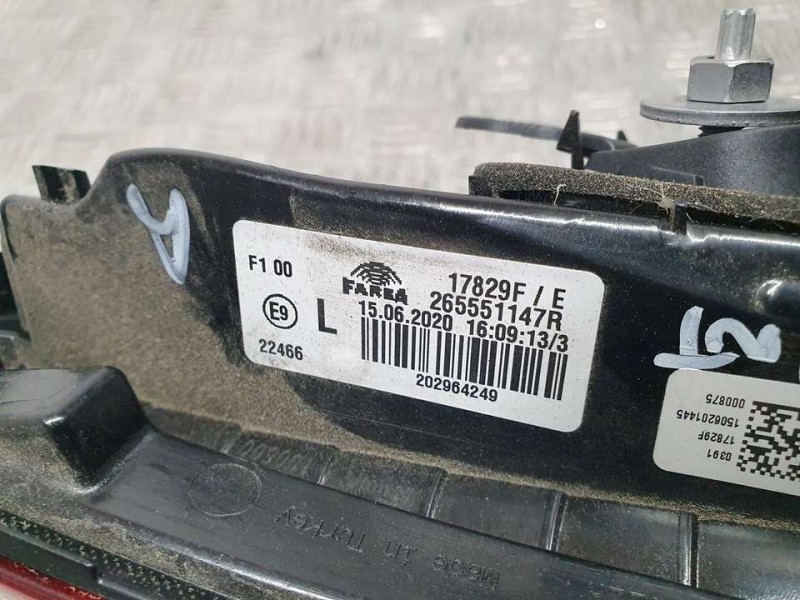 F1 00
FARBA
17829F / E
265551147R
E9
L
15.06.2020 16:09:13/3
22466
202964249
12
0391
17829F
1506201445
000875
Made in Turkey